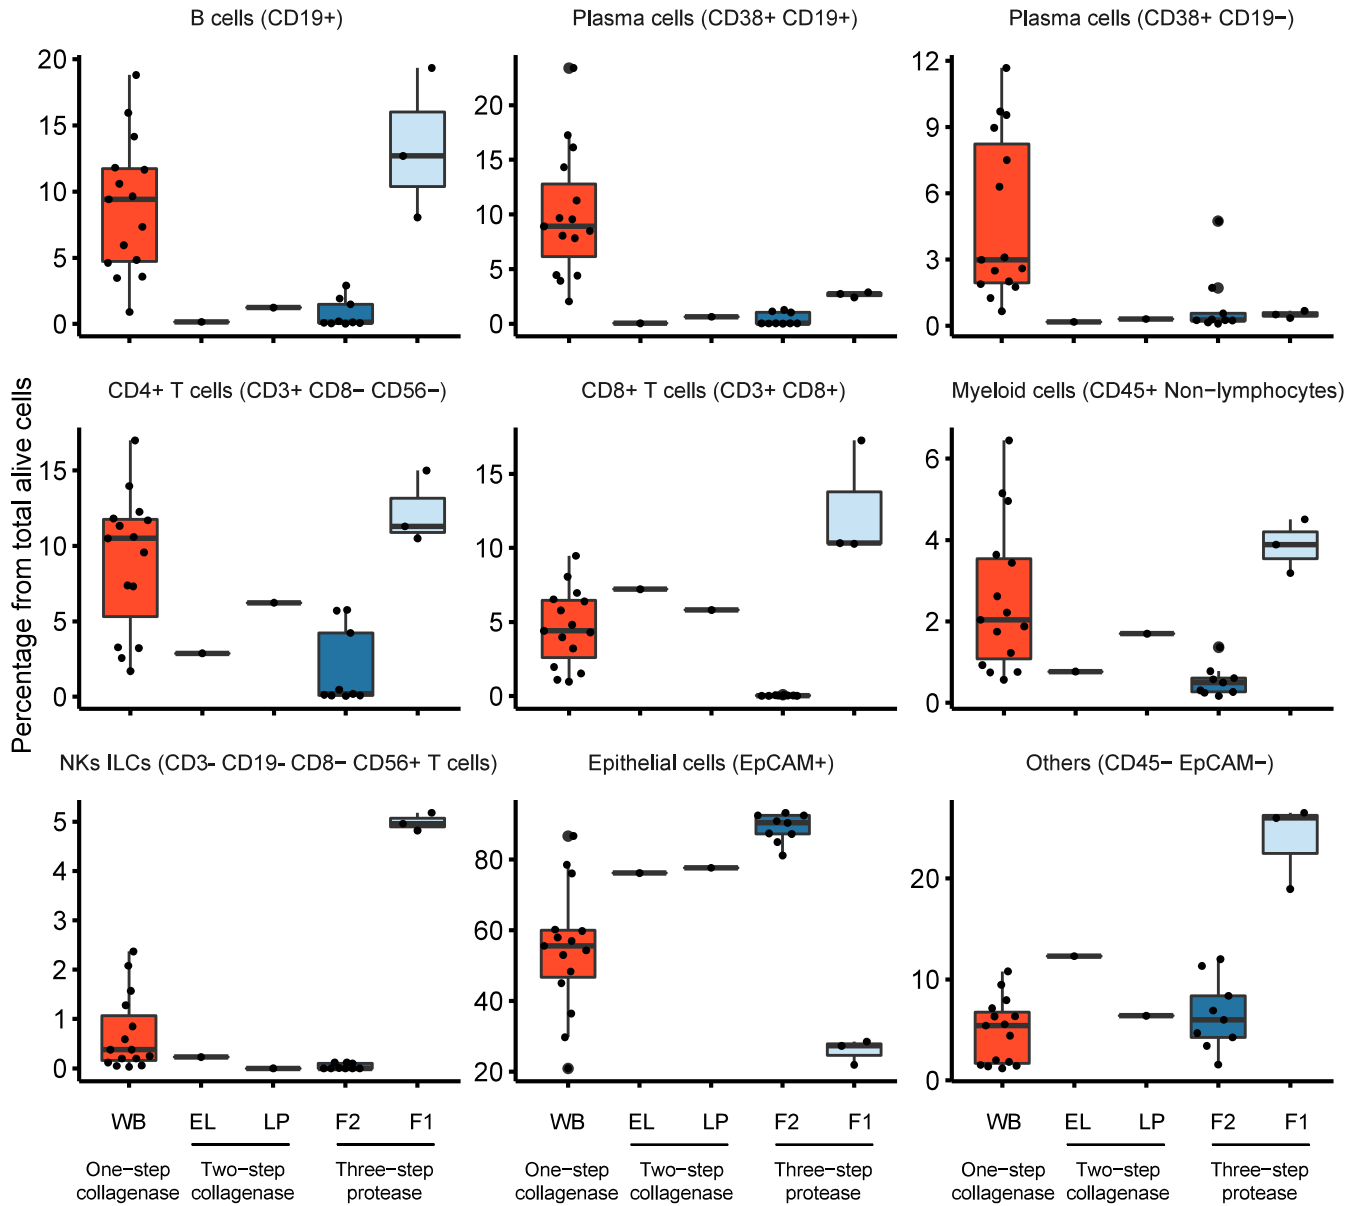 B cells (CD19+)
Plasma cells (CD38+ CD19+)
Plasma cells (CD38+ CD19−)
20
15
10
5
0
20
15
10
5
0
12
9
6
3
0
Percentage from total alive cells
CD4+ T cells (CD3+ CD8− CD56−)
CD8+ T cells (CD3+ CD8+)
Myeloid cells (CD45+ Non−lymphocytes)
15
10
5
0
15
10
5
0
6
4
2
0
NKs ILCs (CD3- CD19- CD8− CD56+ T cells)
Epithelial cells (EpCAM+)
Others (CD45− EpCAM−)
5
4
3
2
1
0
80
60
40
20
20
10
0
WB EL LP F2 F1
One−step collagenase
Two−step collagenase
Three−step protease
WB EL LP F2 F1
One−step collagenase
Two−step collagenase
Three−step protease
WB EL LP F2 F1
One−step collagenase
Two−step collagenase
Three−step protease